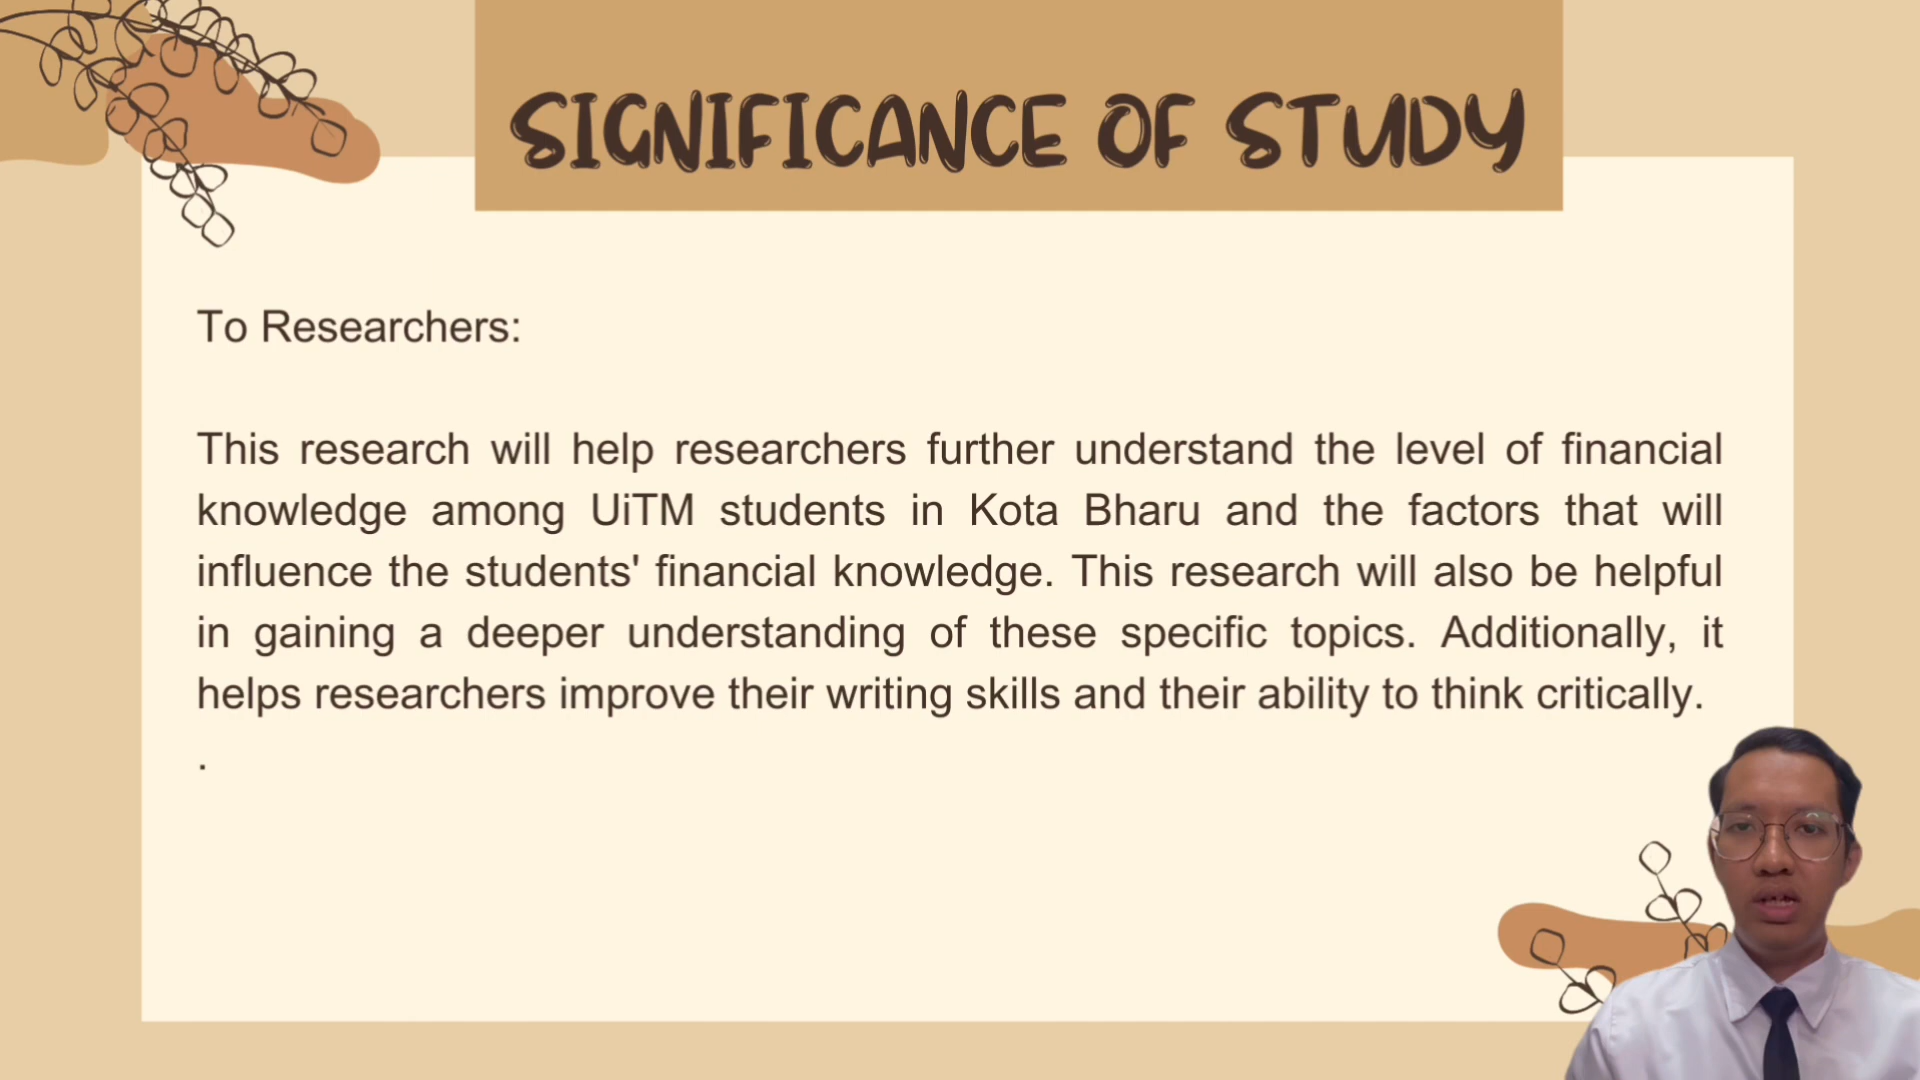 SIGNIFICANCE OF STUDY
To Researchers:
This research will help researchers further understand the level of financial
knowledge among UiTM students in Kota Bharu and the factors that will
influence the students' financial knowledge. This research will also be helpful
in gaining a deeper understanding of these specific topics. Additionally, it
helps researchers improve their writing skills and their ability to think critically.
.